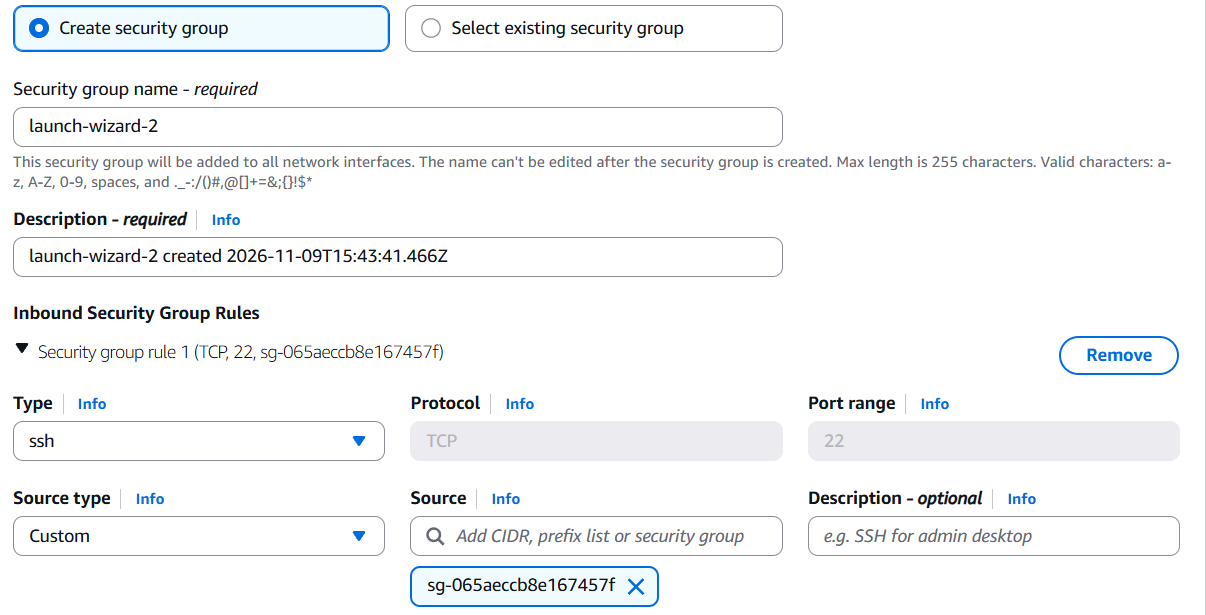 Create security group
Select existing security group
Security group name - required
launch-wizard-2
This security group will be added to all network interfaces. The name can't be edited after the security group is created. Max length is 255 characters. Valid characters: a-
z, A-Z, 0-9, spaces, and ._-:/()#,@[]+=&;{}!$*
Description - required Info
launch-wizard-2 created 2026-11-09T15:43:41.466Z
Inbound Security Group Rules
Security group rule 1 (TCP, 22, sg-065aeccb8e167457f)
Remove
Type Info
Protocol Info
Port range Info
ssh
TCP
22
Source type Info
Source Info
Description - optional Info
Custom
Add CIDR, prefix list or security group
e.g. SSH for admin desktop
sg-065aeccb8e167457f